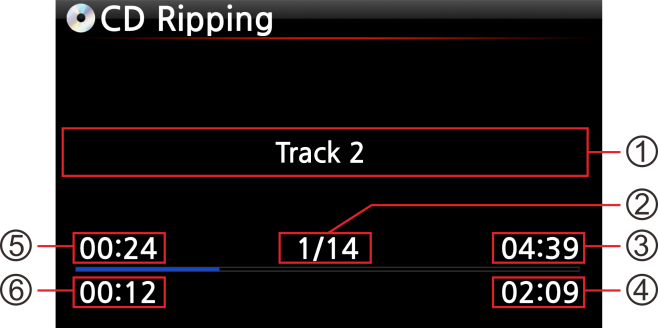 CD Ripping
Track 2
①
②
⑤ 00:24 1/14 04:39 ③
⑥ 00:12 02:09 ④